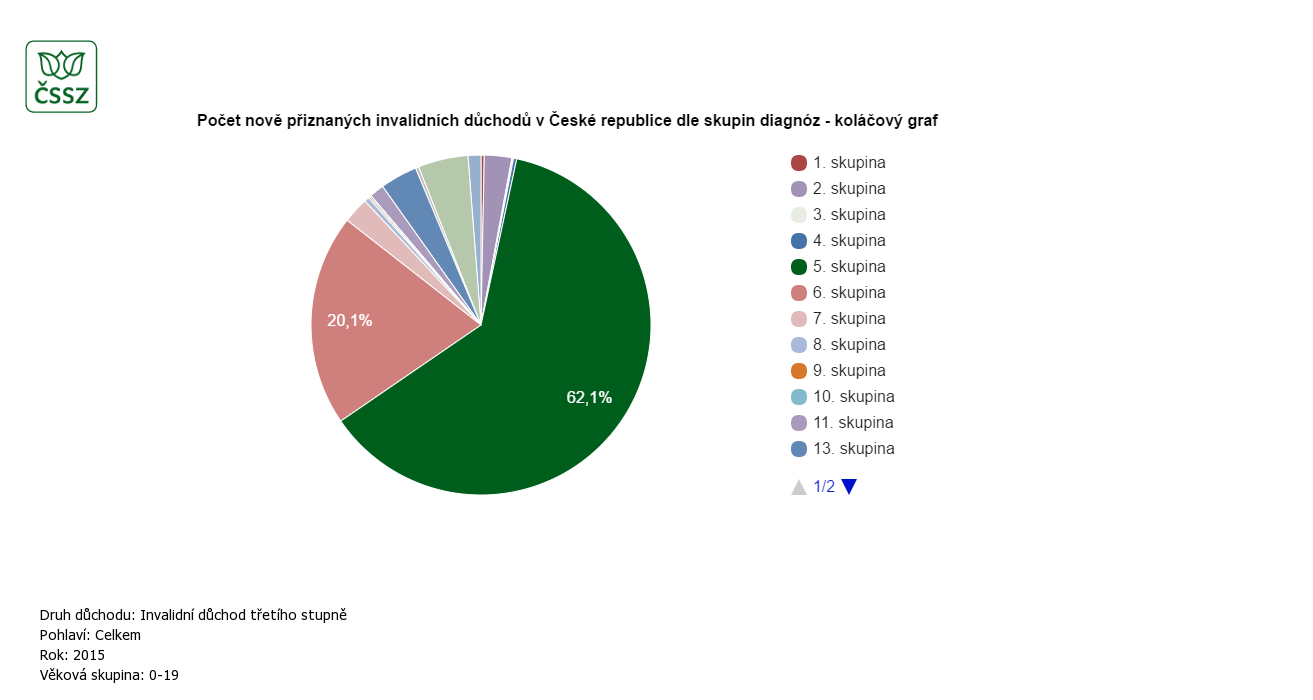 ČSSZ
Počet nově přiznaných invalidních důchodů v České republice dle skupin diagnóz - koláčový graf
1. skupina
2. skupina
3. skupina
4. skupina
5. skupina
6. skupina
7. skupina
8. skupina
9. skupina
10. skupina
11. skupina
13. skupina
1/2
20,1%
62,1%
Druh důchodu: Invalidní důchod třetího stupně
Pohlaví: Celkem
Rok: 2015
Věková skupina: 0-19